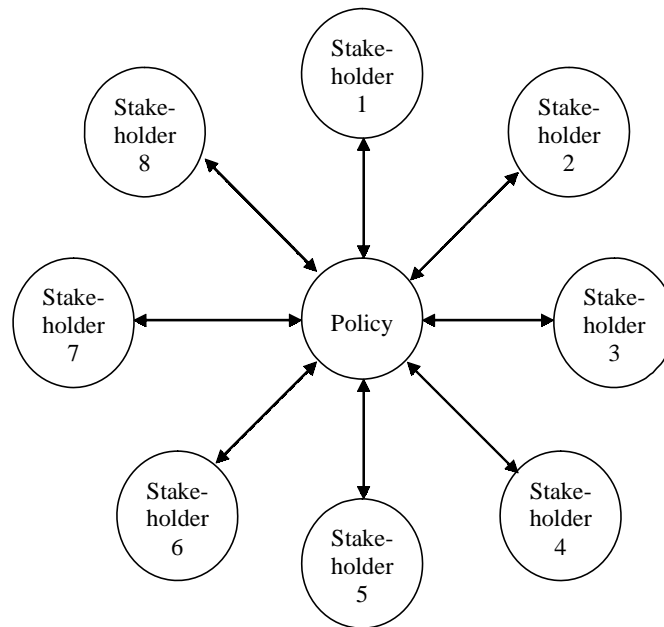 Stake-
holder
1
Stake-
holder
2
Stake-
holder
3
Stake-
holder
4
Stake-
holder
5
Stake-
holder
6
Stake-
holder
7
Stake-
holder
8
Policy